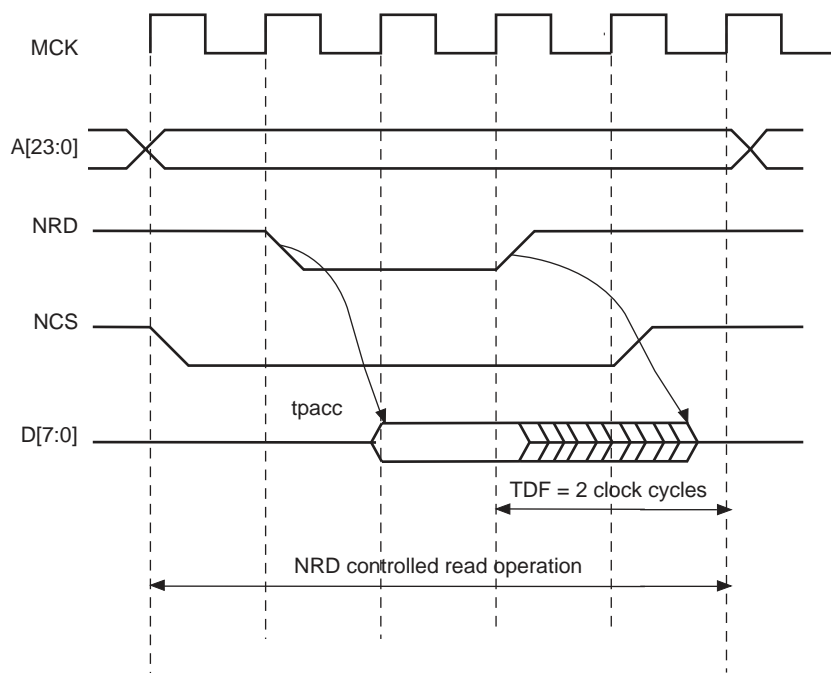 MCK
A[23:0]
NRD
NCS
tpacc
D[7:0]
TDF = 2 clock cycles
NRD controlled read operation